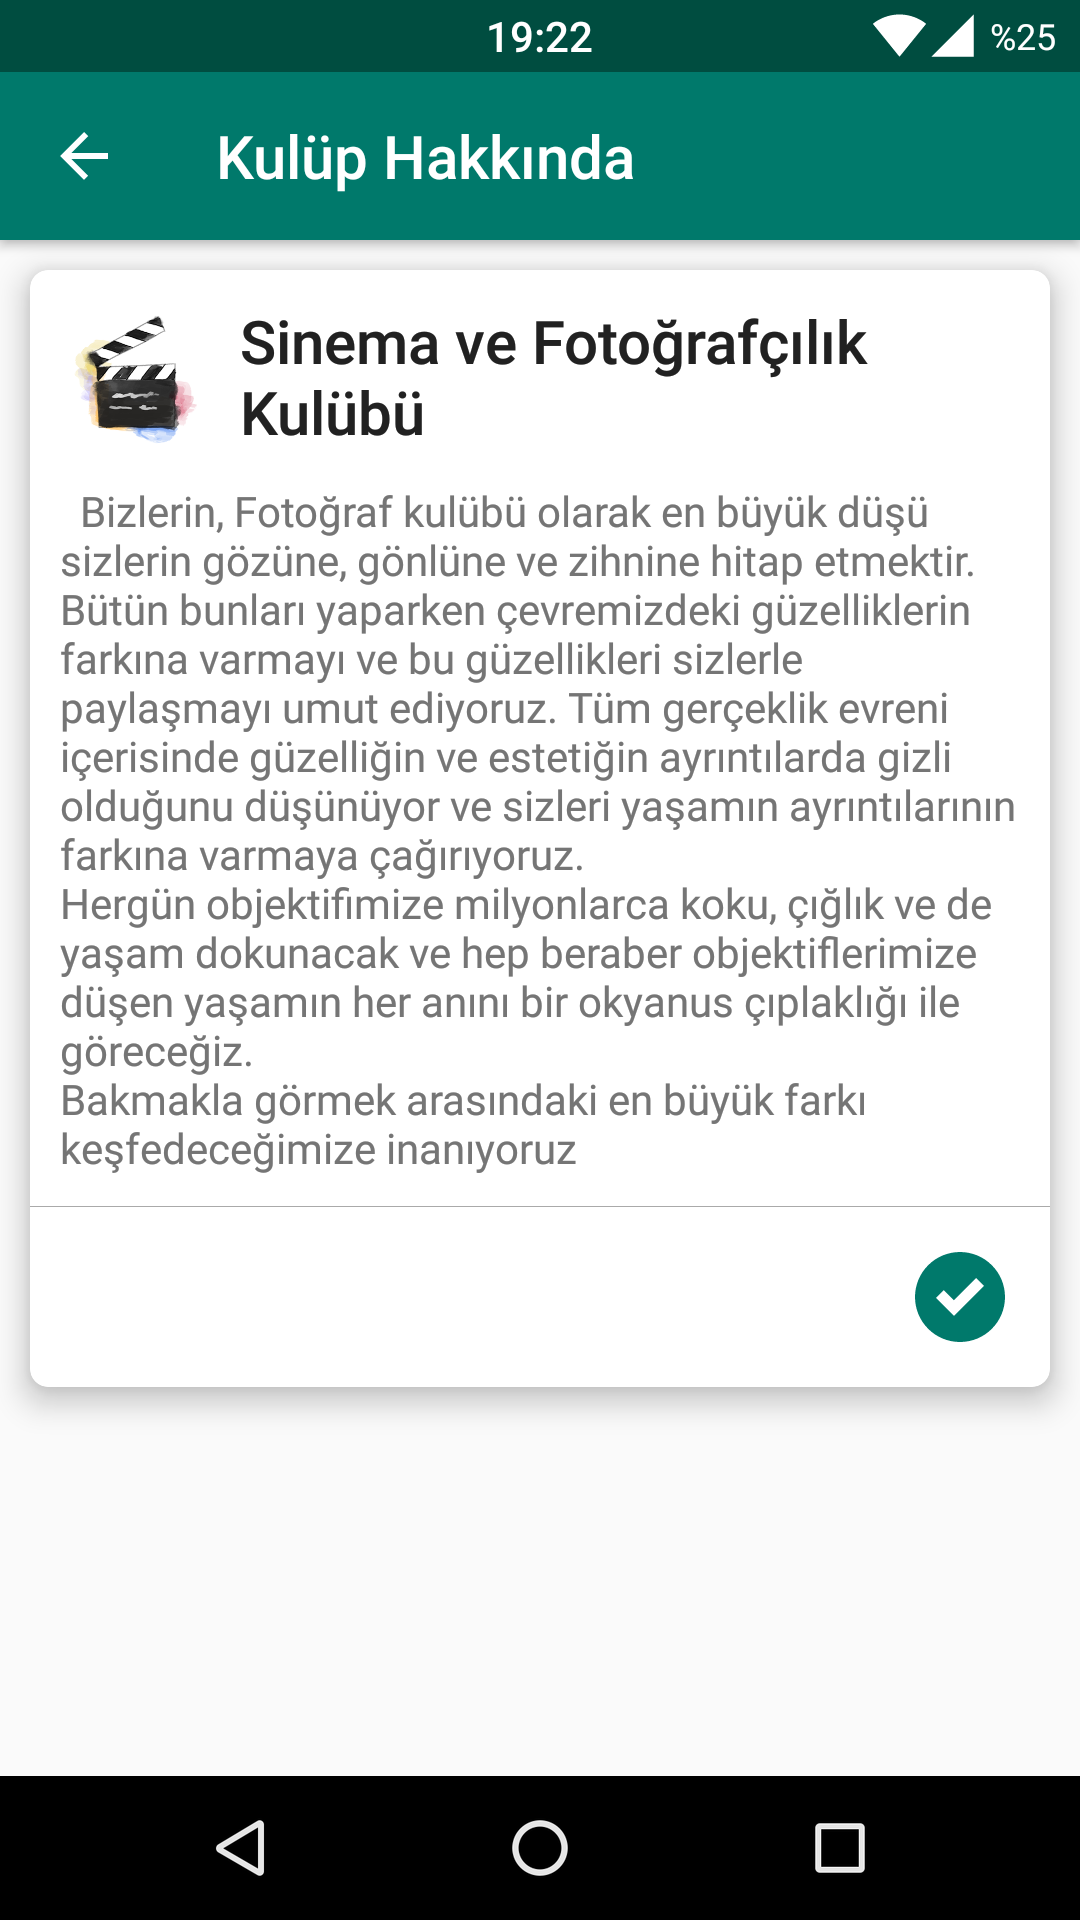 19:22
%25
Kulüp Hakkında
Sinema ve Fotoğrafçılık
Kulübü
Bizlerin, Fotoğraf kulübü olarak en büyük düşü
sizlerin gözüne, gönlüne ve zihnine hitap etmektir.
Bütün bunları yaparken çevremizdeki güzelliklerin
farkına varmayı ve bu güzellikleri sizlerle
paylaşmayı umut ediyoruz. Tüm gerçeklik evreni
içerisinde güzelliğin ve estetiğin ayrıntılarda gizli
olduğunu düşünüyor ve sizleri yaşamın ayrıntılarının
farkına varmaya çağırıyoruz.
Hergün objektifimize milyonlarca koku, çığlık ve de
yaşam dokunacak ve hep beraber objektiflerimize
düşen yaşamın her anını bir okyanus çıplaklığı ile
göreceğiz.
Bakmakla görmek arasındaki en büyük farkı
keşfedeceğimize inanıyoruz